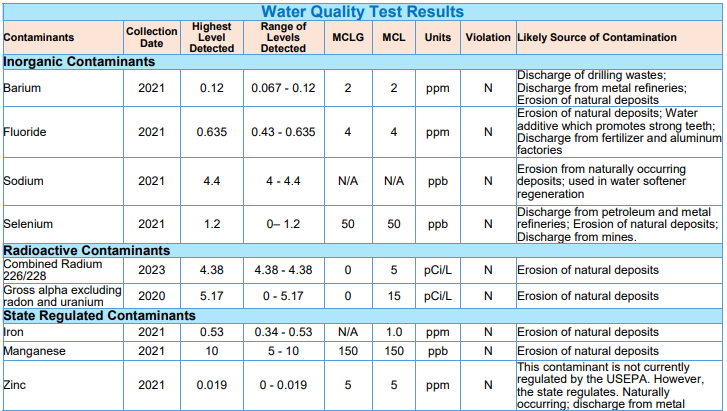 Water Quality Test Results
Contaminants Collection Date Highest Level Detected Range of Levels Detected MCLG MCL Units Violation Likely Source of Contamination
Inorganic Contaminants
Barium 2021 0.12 0.067 - 0.12 2 2 ppm N Discharge of drilling wastes;
Discharge from metal refineries;
Erosion of natural deposits
Fluoride 2021 0.635 0.43 - 0.635 4 4 ppm N Erosion of natural deposits; Water
additive which promotes strong teeth;
Discharge from fertilizer and aluminum
factories
Sodium 2021 4.4 4 - 4.4 N/A N/A ppb N Erosion from naturally occurring
deposits; used in water softener
regeneration
Selenium 2021 1.2 0– 1.2 50 50 ppb N Discharge from petroleum and metal
refineries; Erosion of natural deposits;
Discharge from mines.
Radioactive Contaminants
Combined Radium
226/228 2023 4.38 4.38 - 4.38 0 5 pCi/L N Erosion of natural deposits
Gross alpha excluding
radon and uranium 2020 5.17 0 - 5.17 0 15 pCi/L N Erosion of natural deposits
State Regulated Contaminants
Iron 2021 0.53 0.34 - 0.53 N/A 1.0 ppm N Erosion of natural deposits
Manganese 2021 10 5 - 10 150 150 ppb N Erosion of natural deposits
Zinc 2021 0.019 0 - 0.019 5 5 ppm N This contaminant is not currently
regulated by the USEPA. However,
the state regulates. Naturally
occurring; discharge from metal